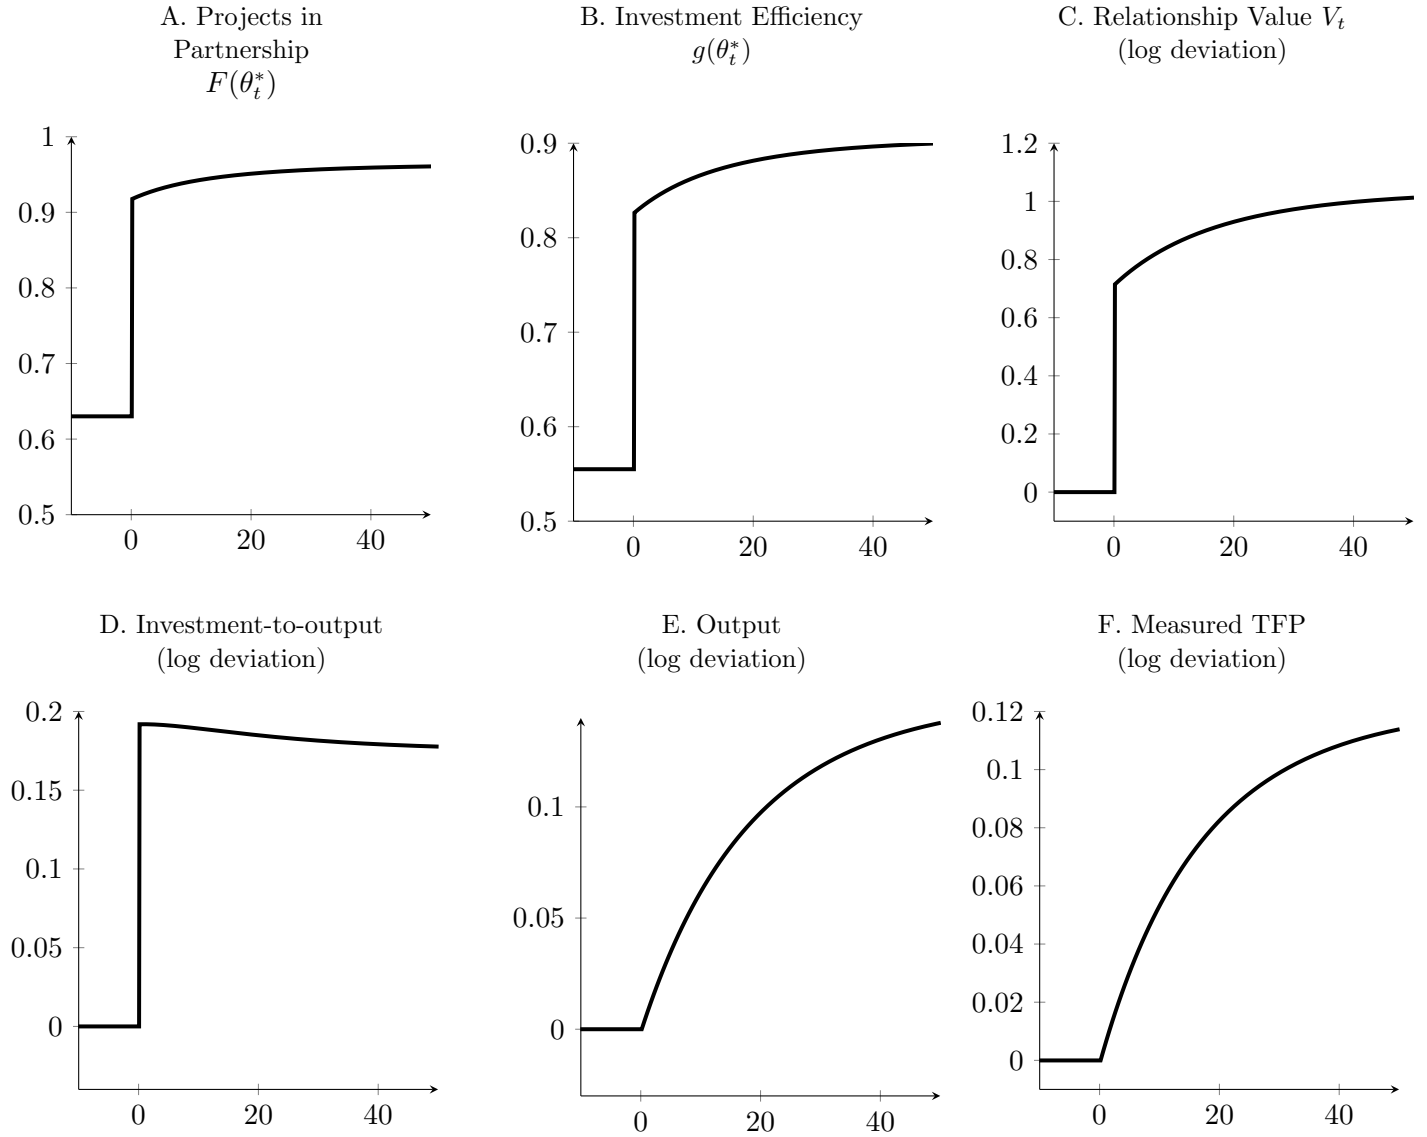 A. Projects in
Partnership
F(θ*t)
1
0.9
0.8
0.7
0.6
0.5
0 20 40
B. Investment Efficiency
g(θ*t)
0.9
0.8
0.7
0.6
0.5
0 20 40
C. Relationship Value Vt
(log deviation)
1.2
1
0.8
0.6
0.4
0.2
0
0 20 40
D. Investment-to-output
(log deviation)
0.2
0.15
0.1
0.05
0
0 20 40
E. Output
(log deviation)
0.1
0.05
0
0 20 40
F. Measured TFP
(log deviation)
0.12
0.1
0.08
0.06
0.04
0.02
0
0 20 40